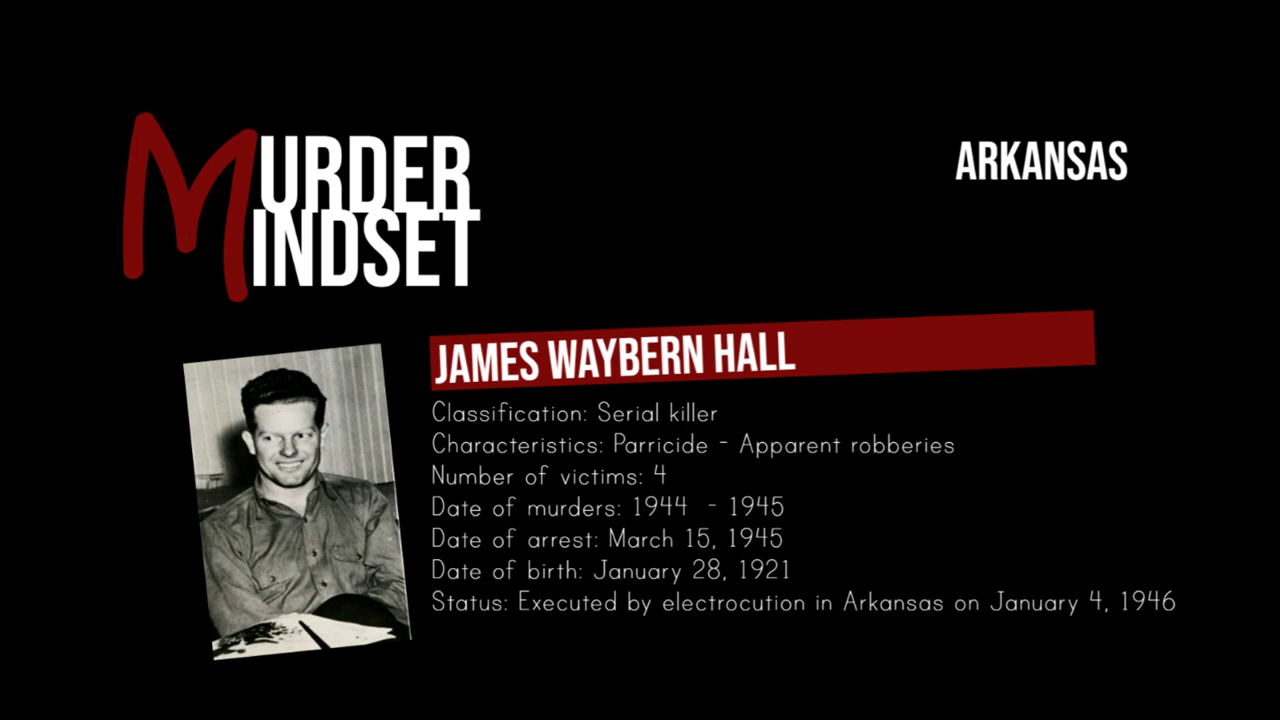 MURDER
MINDSET
ARKANSAS
JAMES WAYBERN HALL
Classification: Serial killer
Characteristics: Parricide - Apparent robberies
Number of victims: 4
Date of murders: 1944 - 1945
Date of arrest: March 15, 1945
Date of birth: January 28, 1921
Status: Executed by electrocution in Arkansas on January 4, 1946